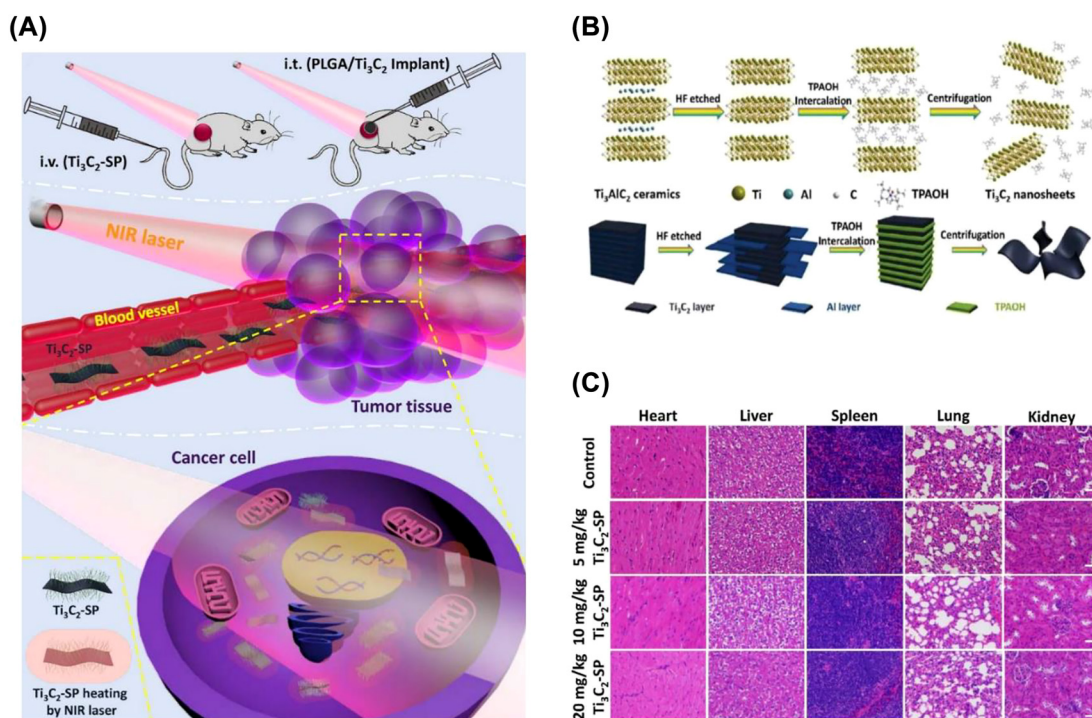 (A)
i.t. (PLGA/Ti₃C₂ Implant)
i.v. (Ti₃C₂-SP)
NIR laser
Blood vessel
Ti₃C₂-SP
Tumor tissue
Cancer cell
Ti₃C₂-SP
Ti₃C₂-SP heating
by NIR laser
(B)
HF etched
TPAOH
Intercalation
Centrifugation
Ti₃AlC₂ ceramics
Ti
Al
C
TPAOH
Ti₃C₂ nanosheets
HF etched
TPAOH
Intercalation
Centrifugation
Ti₃C₂ layer
Al layer
TPAOH
(C)
Heart Liver Spleen Lung Kidney
Control
5 mg/kg
Ti₃C₂-SP
10 mg/kg
Ti₃C₂-SP
20 mg/kg
Ti₃C₂-SP